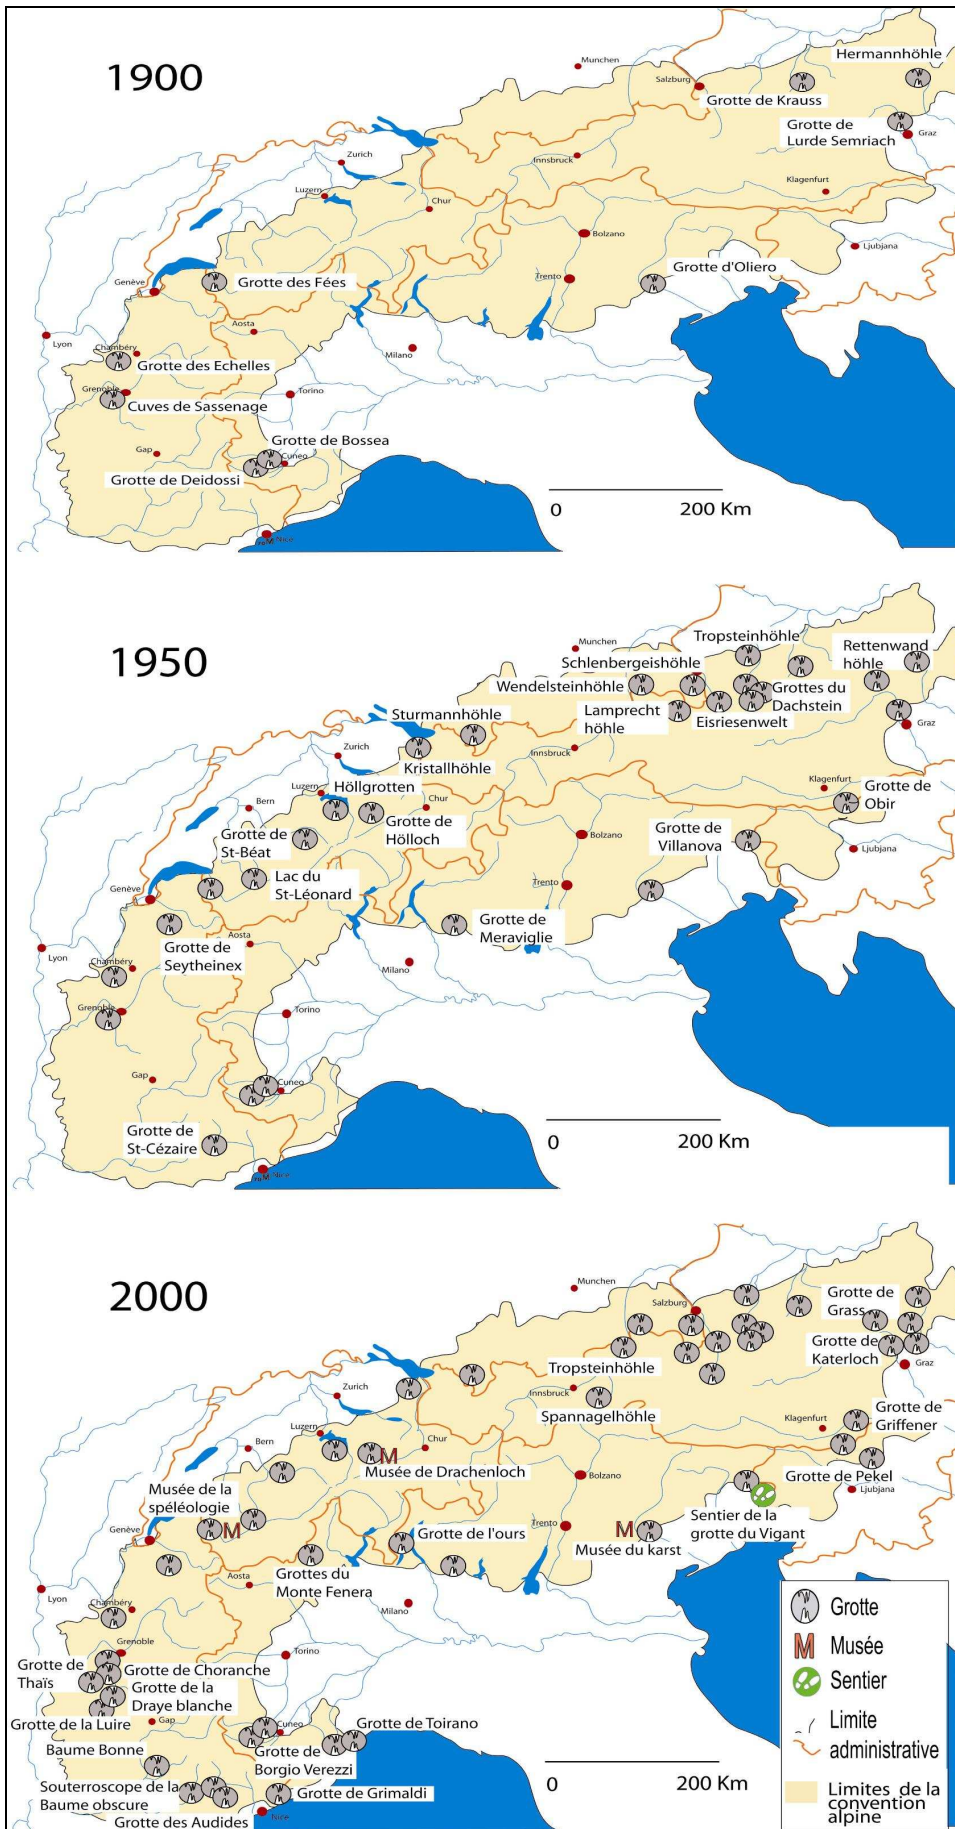 1900
Munchen
Hermannhöhle
Salzburg
Grotte de Krauss
Grotte de
Lurde Semriach
Graz
Zurich
Innsbruck
Klagenfurt
Luzern
Chur
Bolzano
Ljubjana
Genève
Grotte des Fées
Trento
Grotte d'Oliero
Aosta
Lyon
Chambéry
Milano
Grotte des Echelles
Grenoble
Torino
Cuves de Sassenage
Gap
Grotte de Bossea
Cuneo
Grotte de Deidossi
0 200 Km
Nice
1950
Munchen
Tropsteinhöhle
Rettenwand
höhle
Schlenbergeishöhle
Wendelsteinhöhle
Grottes du
Dachstein
Lamprecht
höhle
Eisriesenwelt
Sturmannhöhle
Graz
Zurich
Innsbruck
Kristallhöhle
Luzern
Höllgrotten
Klagenfurt
Grotte de
Obir
Bern
Chur
Grotte de
Hölloch
Grotte de
St-Béat
Bolzano
Grotte de
Villanova
Ljubjana
Genève
Lac du
St-Léonard
Trento
Grotte de
Meraviglie
Grotte de
Seytheinex
Aosta
Lyon
Chambéry
Milano
Grenoble
Torino
Gap
Cuneo
Grotte de
St-Cézaire
0 200 Km
Nice
2000
Munchen
Grotte de
Grass
Salzburg
Tropsteinhöhle
Grotte de
Katerloch
Graz
Zurich
Innsbruck
Spannagelhöhle
Grotte de
Griffener
Klagenfurt
Luzern
Bern
Chur
M
Musée de Drachenloch
Bolzano
Grotte de Pekel
Ljubjana
Musée de la
spéléologie
M
Genève
Sentier de la
grotte du Vigant
Trento
M
Musée du karst
Grotte de l'ours
Grottes du
Monte Fenera
Aosta
Lyon
Chambéry
Milano
Grotte
Grenoble
Torino
M Musée
Grotte de
Thaïs
Grotte de Choranche
Grotte de la
Draye blanche
Sentier
Grotte de la Luire
Gap
Cuneo
Grotte de Toirano
Limite
administrative
Baume Bonne
Grotte de
Borgio Verezzi
0 200 Km
Souterroscope de la
Baume obscure
Grotte de Grimaldi
Limites de la
convention
alpine
Grotte des Audides
Nice